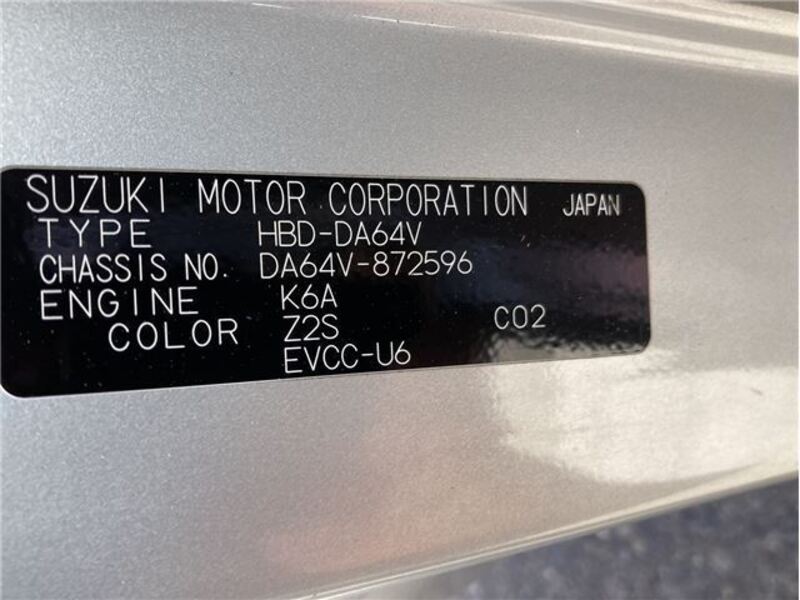 SUZUKI MOTOR CORPORATION JAPAN
TYPE HBD-DA64V
CHASSIS NO. DA64V-872596
ENGINE K6A
COLOR Z2S C02
EVCC-U6